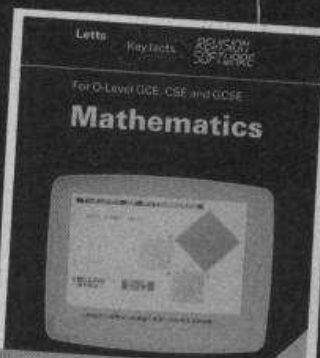 Letts
Key facts
REVISION
SOFTWARE
For O-Level GCE, CSE and GCSE
Mathematics